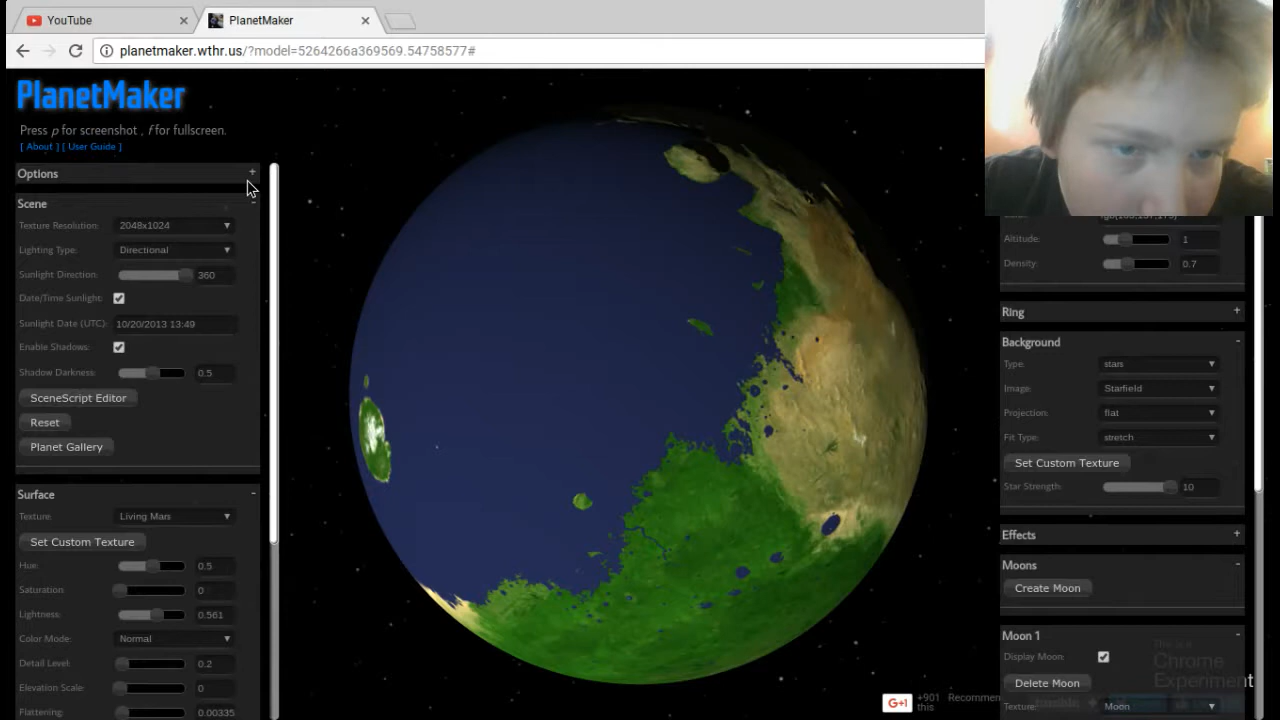 YouTube
PlanetMaker
planetmaker.wthr.us/?model=5264266a369569.54758577#
PlanetMaker
Press p for screenshot , f for fullscreen.
[ About ] [ User Guide ]
Options +
Scene -
Texture Resolution: 2048x1024
Lighting Type: Directional
Sunlight Direction: 360
Date/Time Sunlight:
Sunlight Date (UTC): 10/20/2013 13:49
Enable Shadows:
Shadow Darkness: 0.5
SceneScript Editor
Reset
Planet Gallery
Surface -
Texture: Living Mars
Set Custom Texture
Hue: 0.5
Saturation: 0
Lightness: 0.561
Color Mode: Normal
Detail Level: 0.2
Elevation Scale: 0
Flattening: 0.00335
Altitude: 1
Density: 0.7
Ring +
Background -
Type: stars
Image: Starfield
Projection: flat
Fit Type: stretch
Set Custom Texture
Star Strength: 10
Effects +
Moons -
Create Moon
Moon 1 -
Display Moon:
Delete Moon
Texture: Moon
This is a
Chrome
Experiment
G+1 +901 Recommen
this